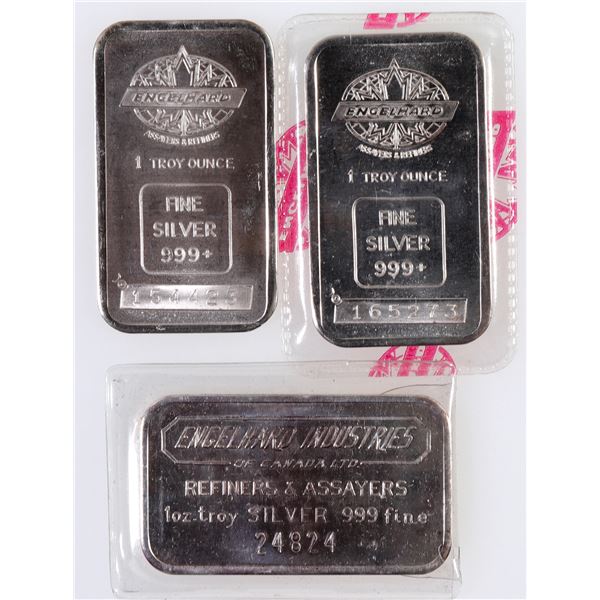 ENGELHARD
ASSAYERS & REFINERS
1 TROY OUNCE
FINE
SILVER
999+
ENGELHARD
ASSAYERS & REFINERS
1 TROY OUNCE
FINE
SILVER
999+
165273
ENGELHARD INDUSTRIES
OF CANADA LTD.
REFINERS & ASSAYERS
1oz.troy SILVER 999 fine
24824